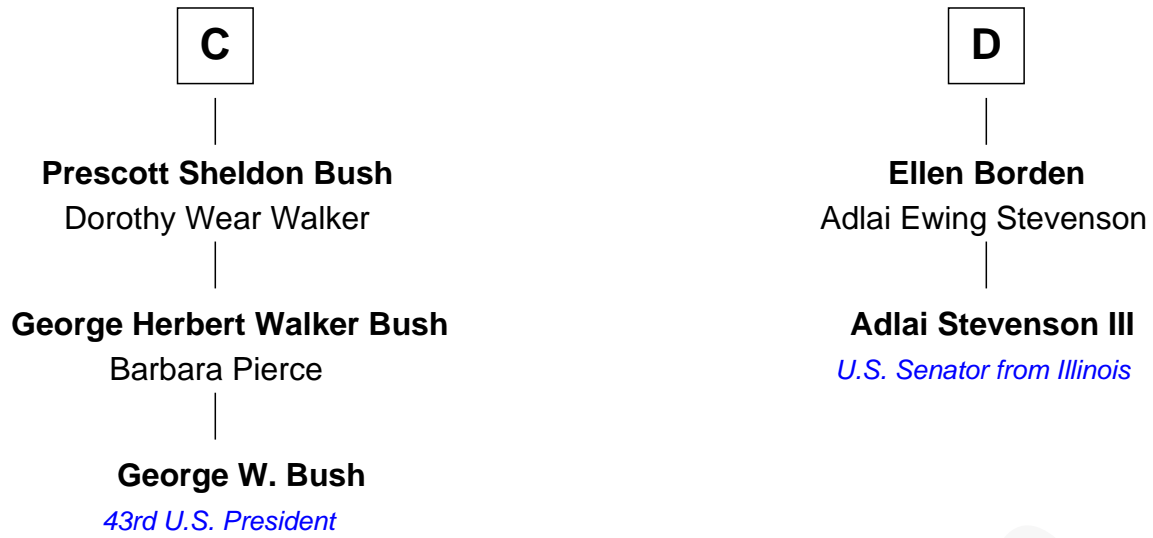 C
Prescott Sheldon Bush
Dorothy Wear Walker
George Herbert Walker Bush
Barbara Pierce
George W. Bush
43rd U.S. President
D
Ellen Borden
Adlai Ewing Stevenson
Adlai Stevenson III
U.S. Senator from Illinois